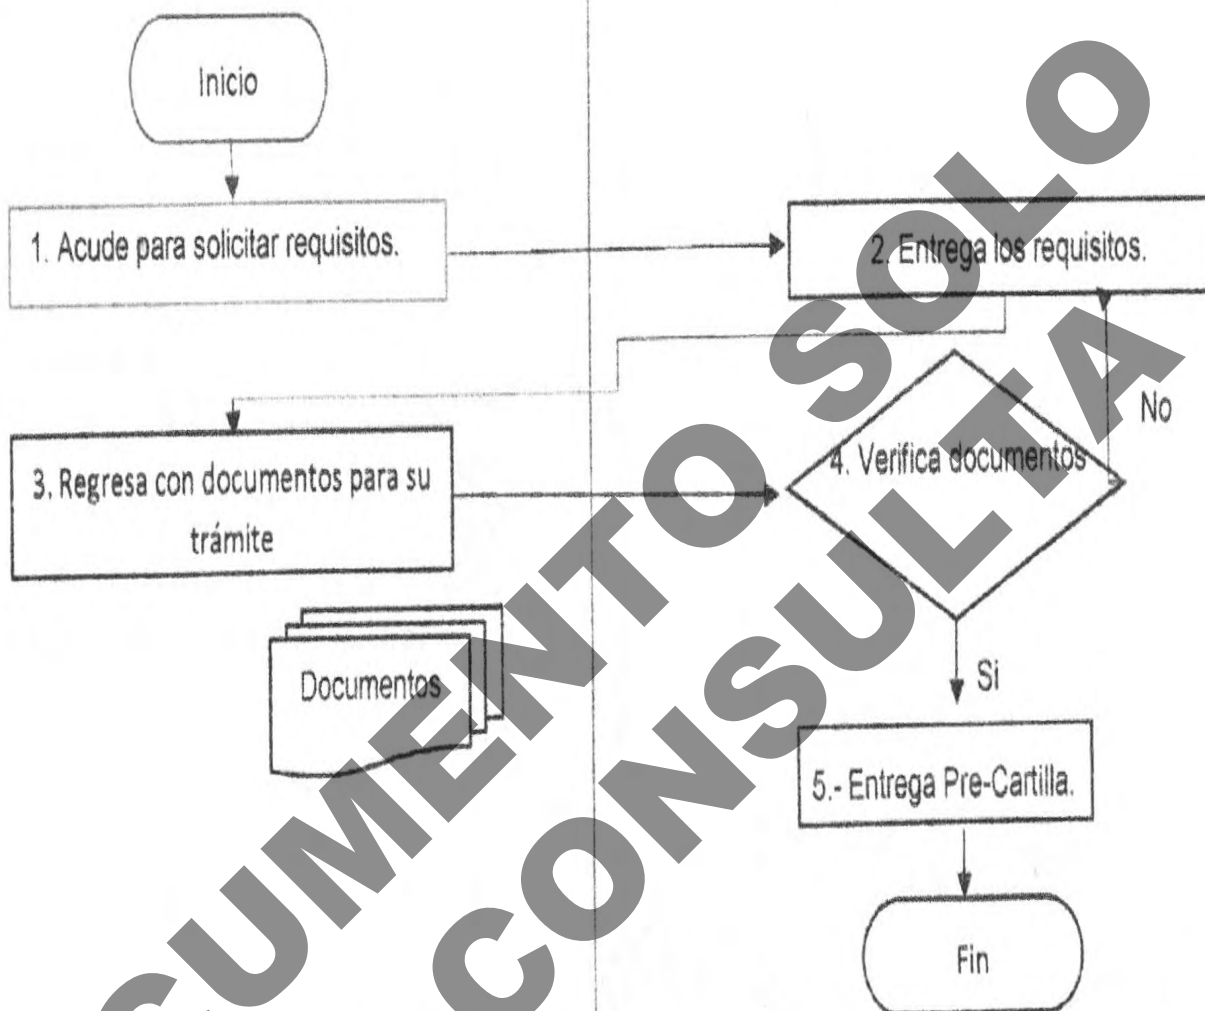 Inicio
1. Acude para solicitar requisitos.
2. Entrega los requisitos.
No
3. Regresa con documentos para su
trámite
4. Verifica documentos
Documentos
Si
5.- Entrega Pre-Cartilla.
Fin
SOLO
CONSULTA